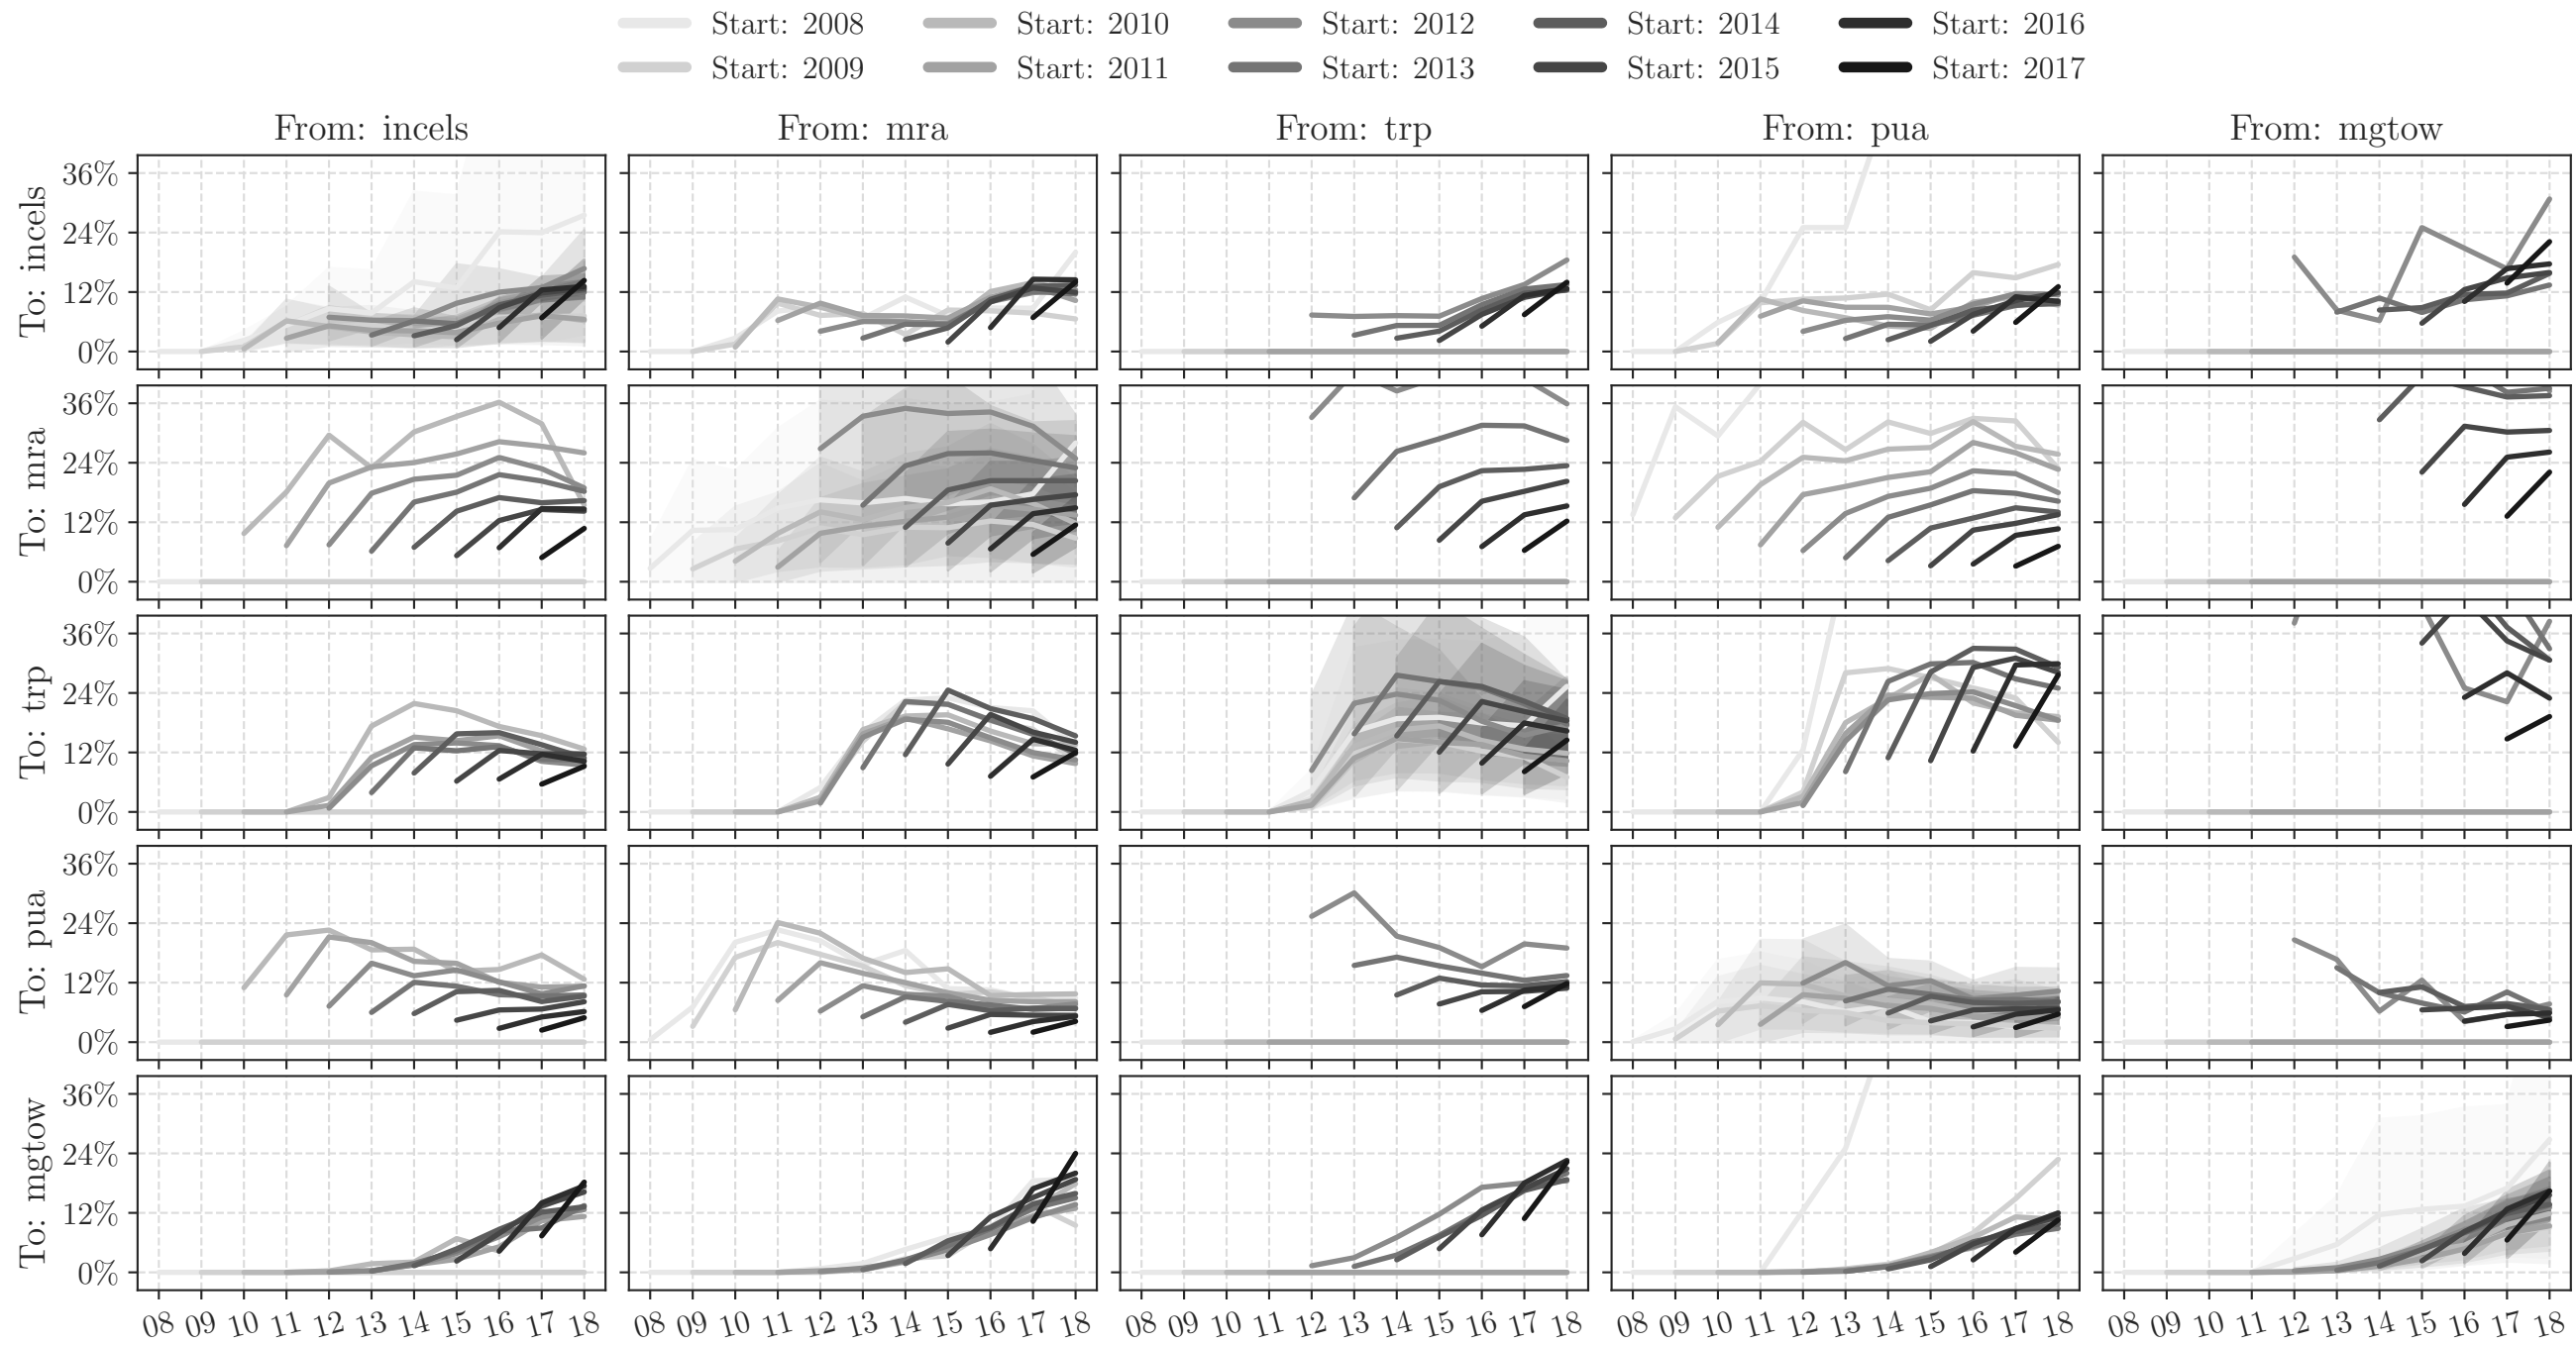 Start: 2008 Start: 2010 Start: 2012 Start: 2014 Start: 2016
Start: 2009 Start: 2011 Start: 2013 Start: 2015 Start: 2017
From: incels From: mra From: trp From: pua From: mgtow
To: incels
36%
24%
12%
0%
To: mra
36%
24%
12%
0%
To: trp
36%
24%
12%
0%
To: pua
36%
24%
12%
0%
To: mgtow
36%
24%
12%
0%
08 09 10 11 12 13 14 15 16 17 18 08 09 10 11 12 13 14 15 16 17 18 08 09 10 11 12 13 14 15 16 17 18 08 09 10 11 12 13 14 15 16 17 18 08 09 10 11 12 13 14 15 16 17 18